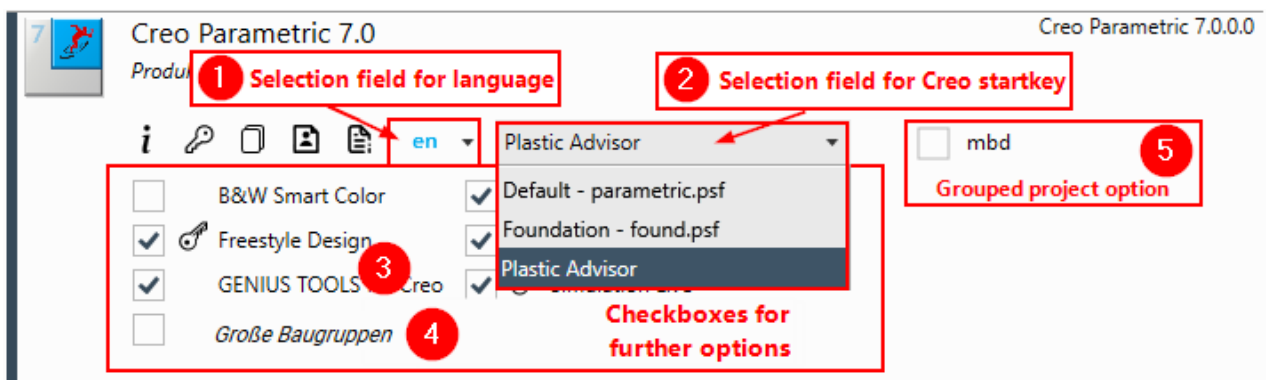 7
Creo Parametric 7.0
Creo Parametric 7.0.0.0
1 Selection field for language
2 Selection field for Creo startkey
i
en
Plastic Advisor
mbd
5
Grouped project option
B&W Smart Color
Default - parametric.psf
Freestyle Design
Foundation - found.psf
GENIUS TOOLS Creo
3
Plastic Advisor
Große Baugruppen
4
Checkboxes for
further options